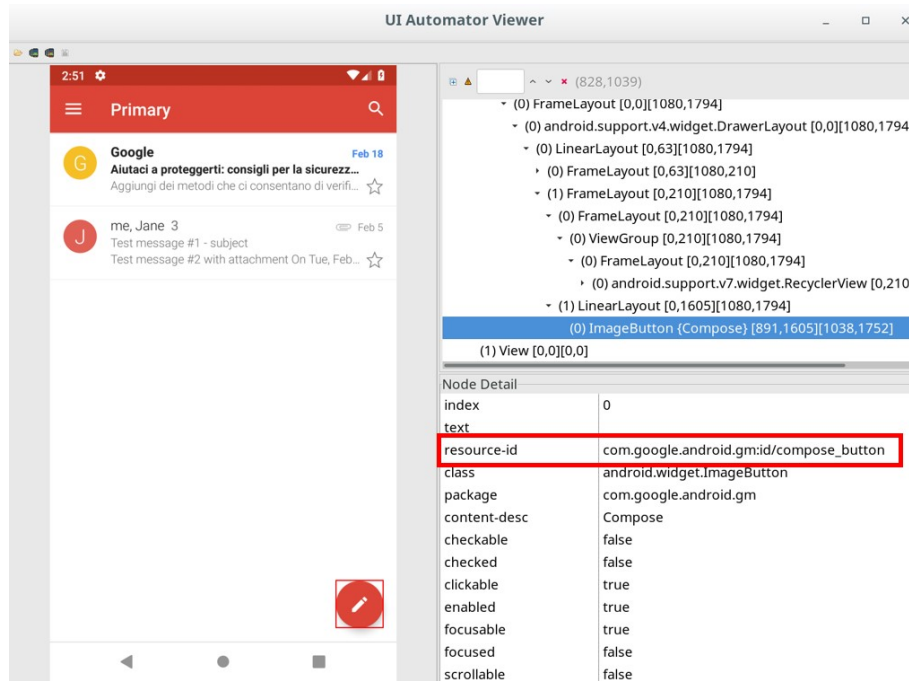 UI Automator Viewer
2:51
Primary
Google
Feb 18
Aiutaci a proteggerti: consigli per la sicurezz...
Aggiungi dei metodi che ci consentano di verifi...
me, Jane 3
Feb 5
Test message #1 - subject
Test message #2 with attachment On Tue, Feb...
G
J
(828,1039)
(0) FrameLayout [0,0][1080,1794]
(0) android.support.v4.widget.DrawerLayout [0,0][1080,1794
(0) LinearLayout [0,63][1080,1794]
(0) FrameLayout [0,63][1080,210]
(1) FrameLayout [0,210][1080,1794]
(0) FrameLayout [0,210][1080,1794]
(0) ViewGroup [0,210][1080,1794]
(0) FrameLayout [0,210][1080,1794]
(0) android.support.v7.widget.RecyclerView [0,210
(1) LinearLayout [0,1605][1080,1794]
(0) ImageButton {Compose} [891,1605][1038,1752]
(1) View [0,0][0,0]
Node Detail
index 0
text
resource-id com.google.android.gm:id/compose_button
class android.widget.ImageButton
package com.google.android.gm
content-desc Compose
checkable false
checked false
clickable true
enabled true
focusable true
focused false
scrollable false